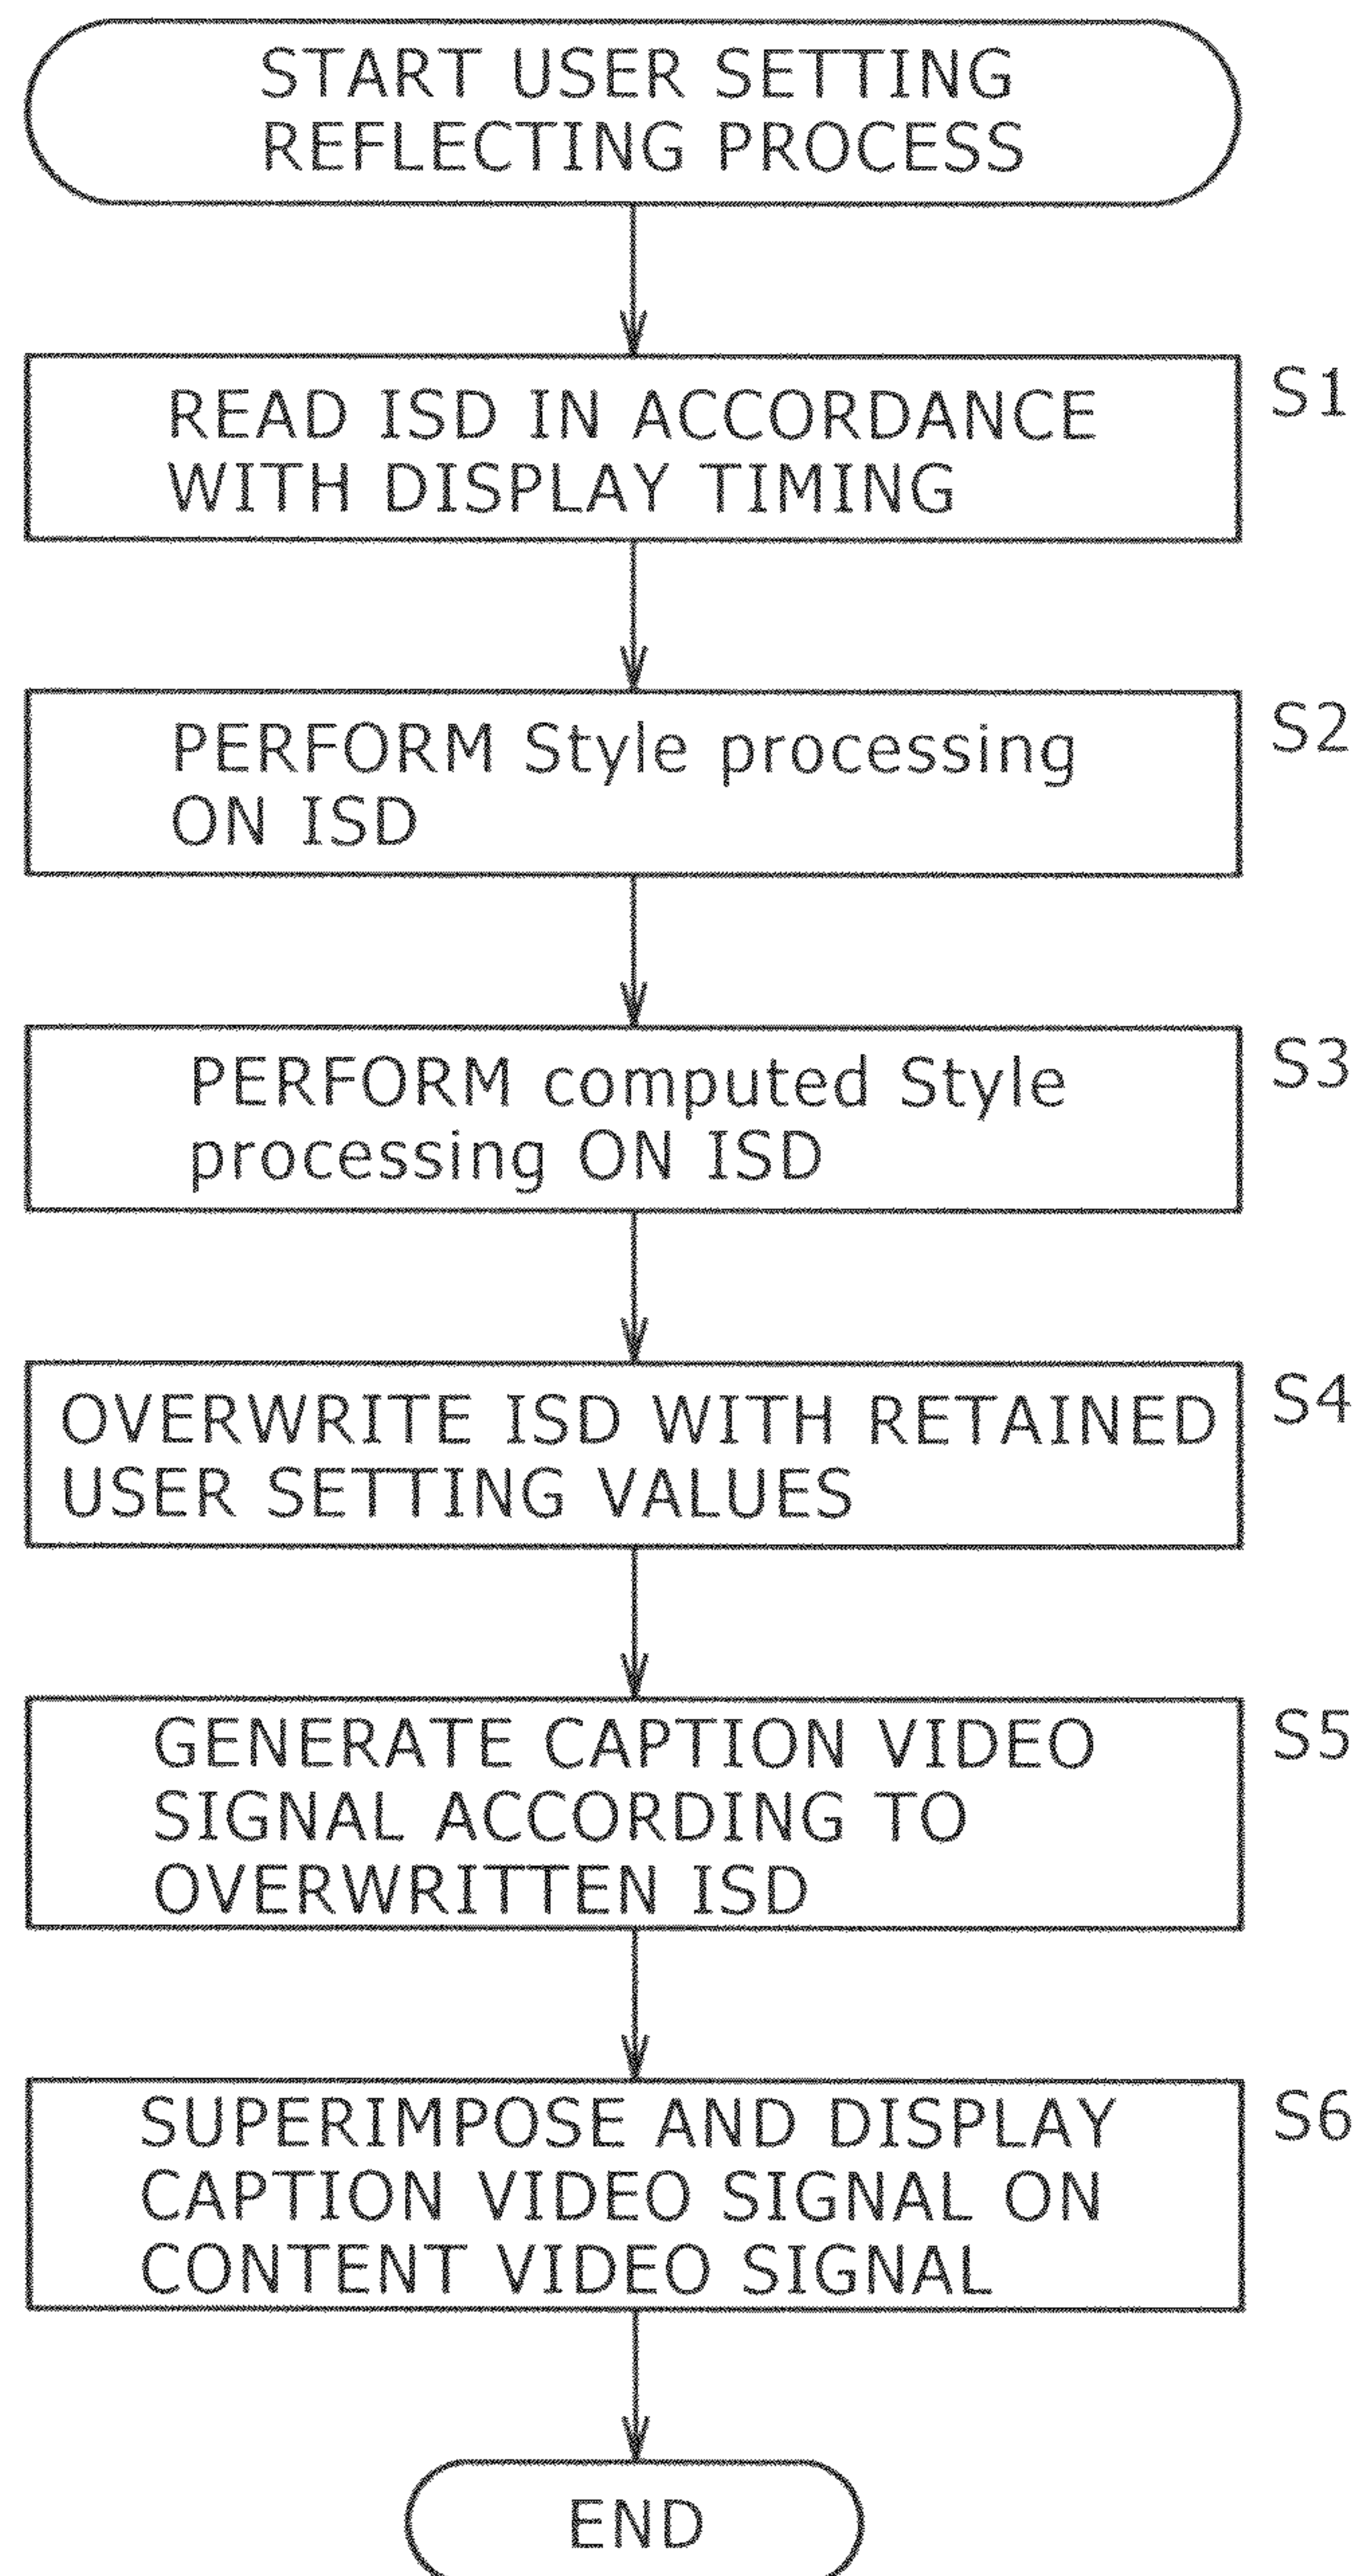 START USER SETTING
REFLECTING PROCESS
READ ISD IN ACCORDANCE
WITH DISPLAY TIMING
S1
PERFORM Style processing
ON ISD
S2
PERFORM computed Style
processing ON ISD
S3
OVERWRITE ISD WITH RETAINED
USER SETTING VALUES
S4
GENERATE CAPTION VIDEO
SIGNAL ACCORDING TO
OVERWRITTEN ISD
S5
SUPERIMPOSE AND DISPLAY
CAPTION VIDEO SIGNAL ON
CONTENT VIDEO SIGNAL
S6
END